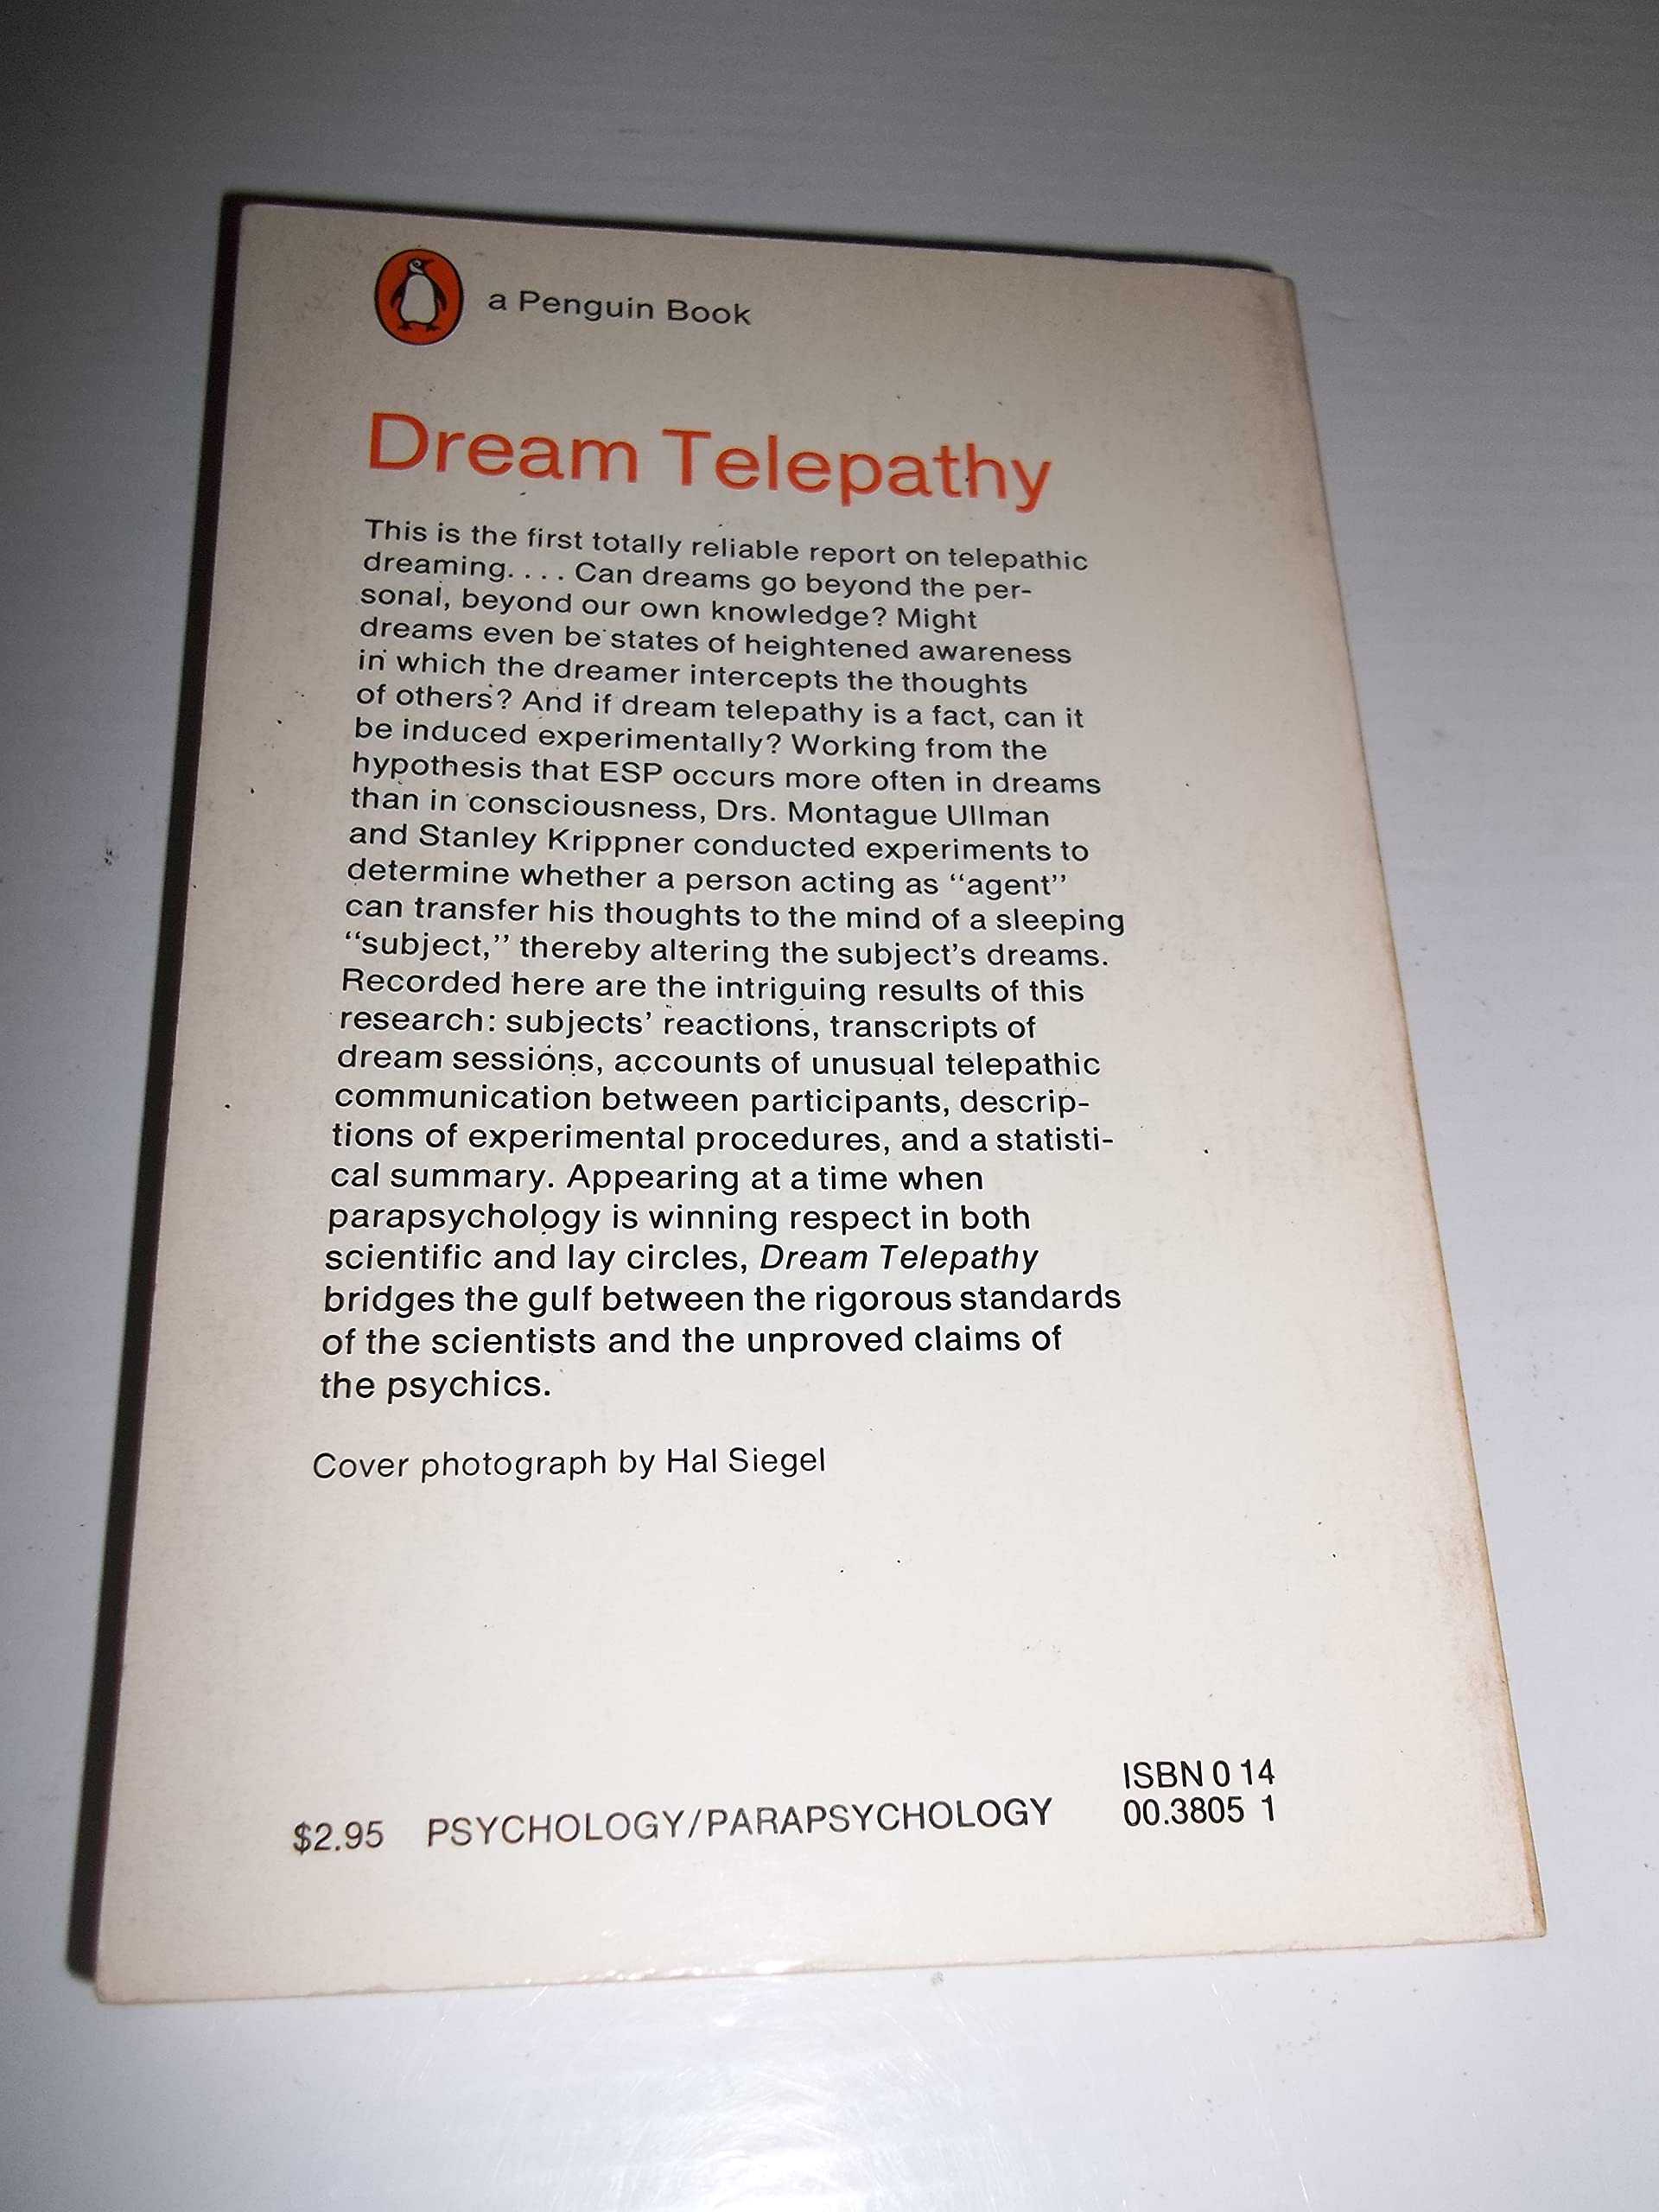 a Penguin Book
Dream Telepathy
This is the first totally reliable report on telepathic
dreaming. . . . Can dreams go beyond the per-
sonal, beyond our own knowledge? Might
dreams even be states of heightened awareness
in which the dreamer intercepts the thoughts
of others? And if dream telepathy is a fact, can it
be induced experimentally? Working from the
hypothesis that ESP occurs more often in dreams
than in consciousness, Drs. Montague Ullman
and Stanley Krippner conducted experiments to
determine whether a person acting as “agent”
can transfer his thoughts to the mind of a sleeping
“subject,” thereby altering the subject’s dreams.
Recorded here are the intriguing results of this
research: subjects’ reactions, transcripts of
dream sessions, accounts of unusual telepathic
communication between participants, descrip-
tions of experimental procedures, and a statisti-
cal summary. Appearing at a time when
parapsychology is winning respect in both
scientific and lay circles, Dream Telepathy
bridges the gulf between the rigorous standards
of the scientists and the unproved claims of
the psychics.
Cover photograph by Hal Siegel
$2.95 PSYCHOLOGY/PARAPSYCHOLOGY
ISBN 0 14
00.3805 1